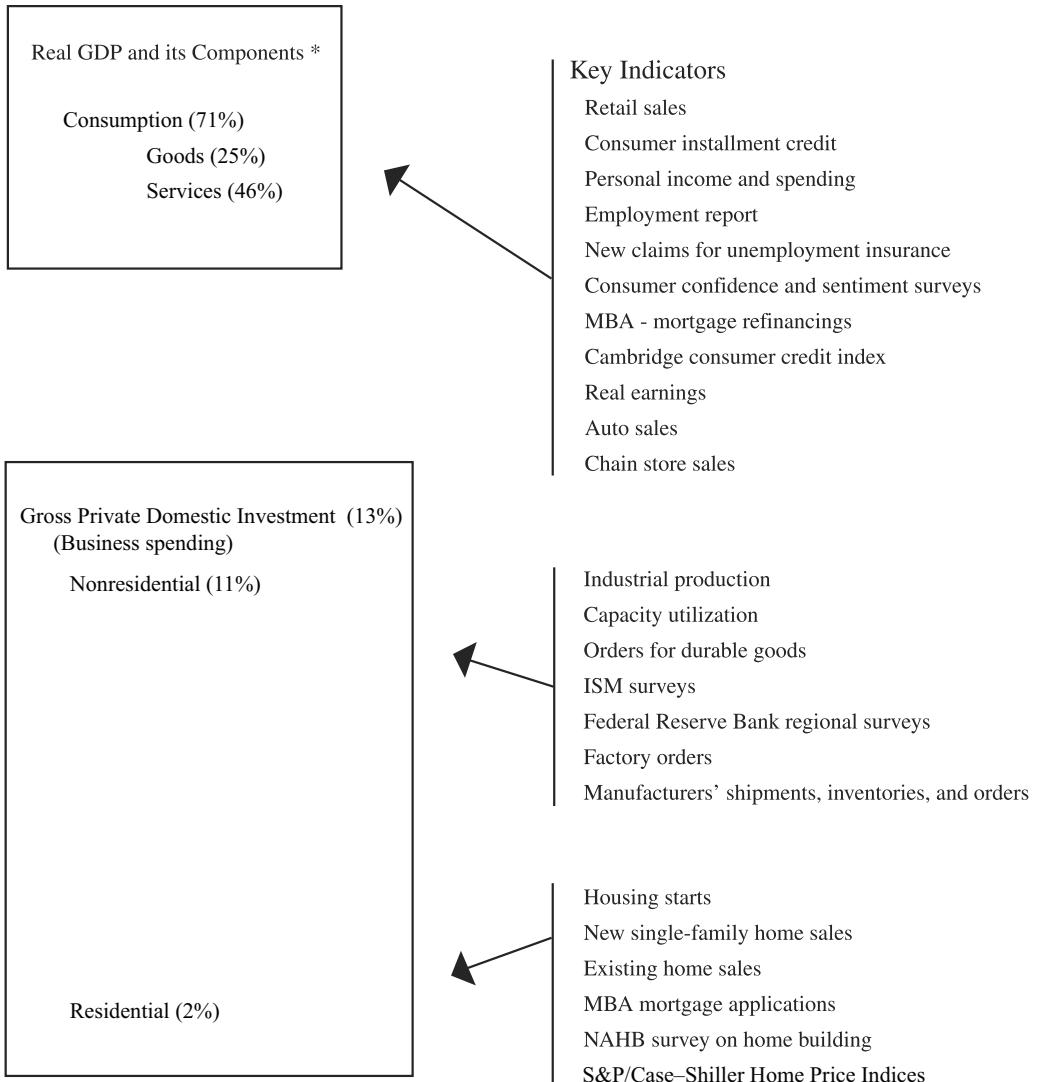 Real GDP and its Components *
Consumption (71%)
Goods (25%)
Services (46%)
Key Indicators
Retail sales
Consumer installment credit
Personal income and spending
Employment report
New claims for unemployment insurance
Consumer confidence and sentiment surveys
MBA - mortgage refinancings
Cambridge consumer credit index
Real earnings
Auto sales
Chain store sales
Gross Private Domestic Investment (13%)
(Business spending)
Nonresidential (11%)
Industrial production
Capacity utilization
Orders for durable goods
ISM surveys
Federal Reserve Bank regional surveys
Factory orders
Manufacturers’ shipments, inventories, and orders
Residential (2%)
Housing starts
New single-family home sales
Existing home sales
MBA mortgage applications
NAHB survey on home building
S&P/Case–Shiller Home Price Indices